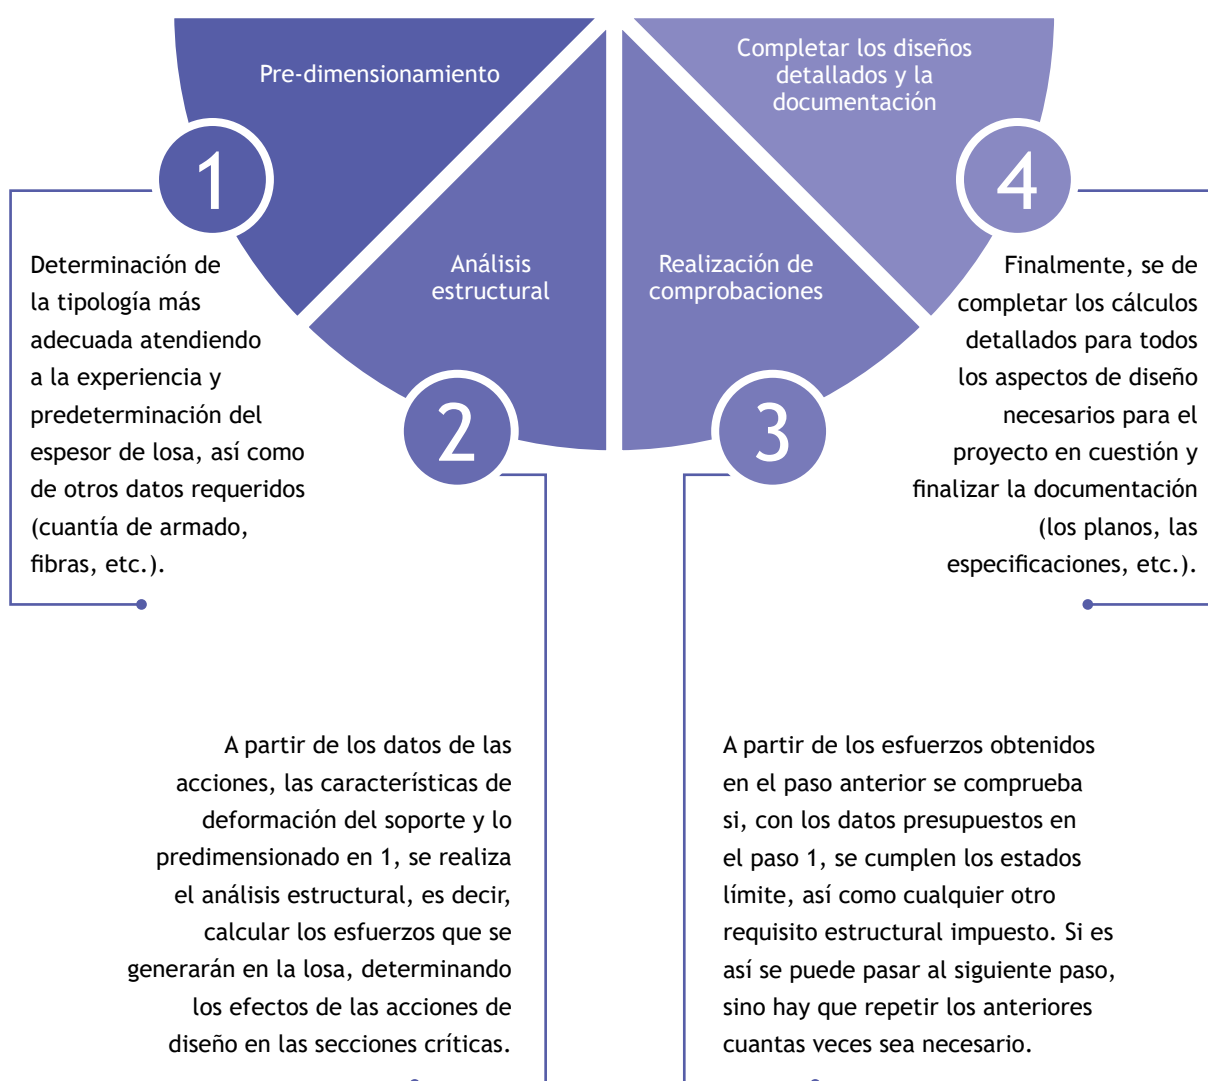 Pre-dimensionamiento
1
Determinación de
la tipología más
adecuada atendiendo
a la experiencia y
predeterminación del
espesor de losa, así como
de otros datos requeridos
(cuantía de armado,
fibras, etc.).
Análisis
estructural
2
A partir de los datos de las
acciones, las características de
deformación del soporte y lo
predimensionado en 1, se realiza
el análisis estructural, es decir,
calcular los esfuerzos que se
generarán en la losa, determinando
los efectos de las acciones de
diseño en las secciones críticas.
Realización de
comprobaciones
3
A partir de los esfuerzos obtenidos
en el paso anterior se comprueba
si, con los datos presupuestos en
el paso 1, se cumplen los estados
límite, así como cualquier otro
requisito estructural impuesto. Si es
así se puede pasar al siguiente paso,
sino hay que repetir los anteriores
cuantas veces sea necesario.
Completar los diseños
detallados y la
documentación
4
Finalmente, se de
completar los cálculos
detallados para todos
los aspectos de diseño
necesarios para el
proyecto en cuestión y
finalizar la documentación
(los planos, las
especificaciones, etc.).